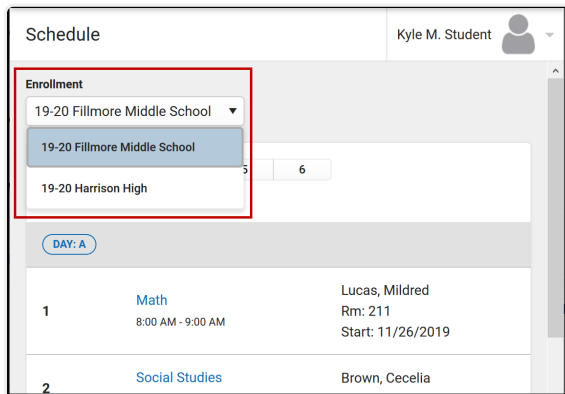 Schedule
Kyle M. Student
Enrollment
19-20 Fillmore Middle School
19-20 Fillmore Middle School
19-20 Harrison High
5 6
DAY: A
1
Math
8:00 AM - 9:00 AM
Lucas, Mildred
Rm: 211
Start: 11/26/2019
2
Social Studies
Brown, Cecelia